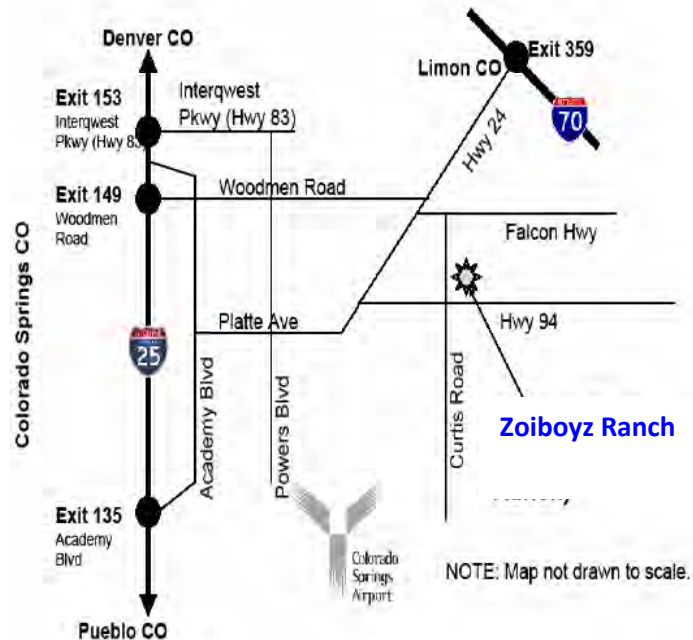 Denver CO
Exit 359
Limon CO
Exit 153
Interqwest
Pkwy (Hwy 83)
Interqwest
Pkwy (Hwy 83
70
Hwy 24
Exit 149
Woodmen
Road
Woodmen Road
Falcon Hwy
Colorado Springs CO
Platte Ave
Hwy 94
25
Academy Blvd
Powers Blvd
Curtis Road
Zoiboyz Ranch
Exit 135
Academy
Blvd
Colorado
Springs
Airport
NOTE: Map not drawn to scale.
Pueblo CO